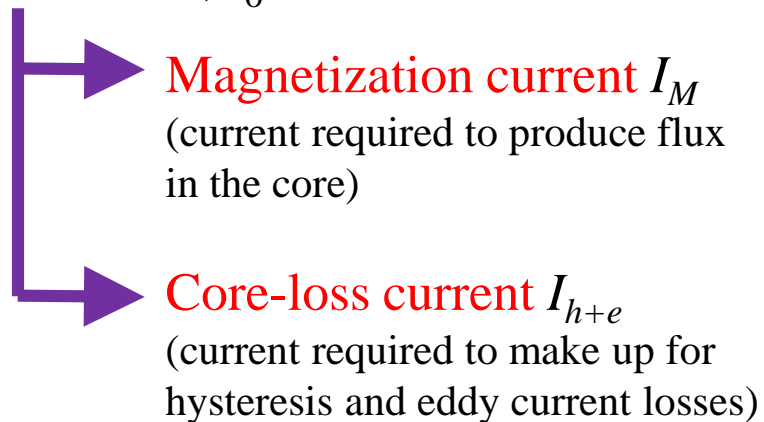 Magnetization current I_M
(current required to produce flux
in the core)
Core-loss current I_{h+e}
(current required to make up for
hysteresis and eddy current losses)